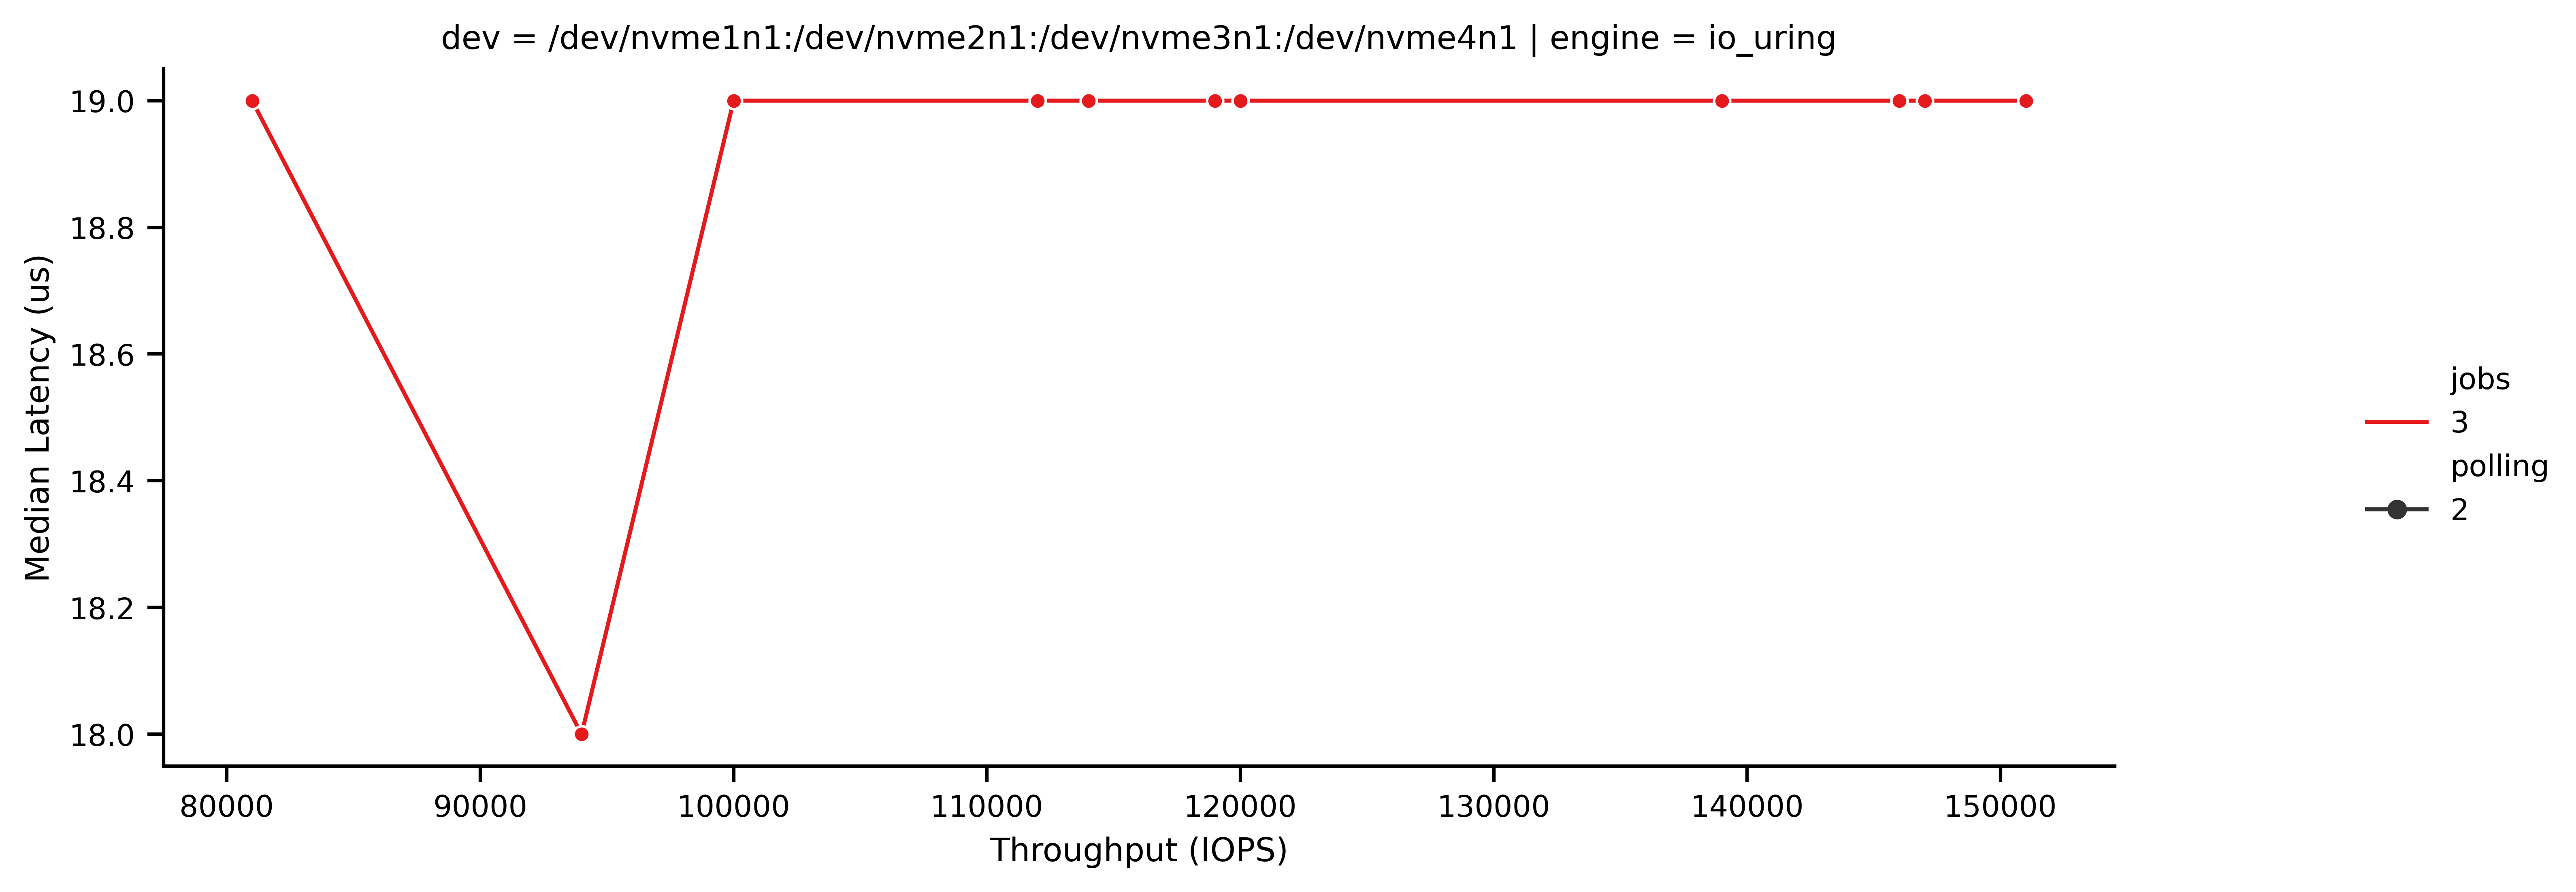 dev = /dev/nvme1n1:/dev/nvme2n1:/dev/nvme3n1:/dev/nvme4n1 | engine = io_uring
Median Latency (us)
19.0
18.8
18.6
18.4
18.2
18.0
80000 90000 100000 110000 120000 130000 140000 150000
Throughput (IOPS)
jobs
3
polling
2